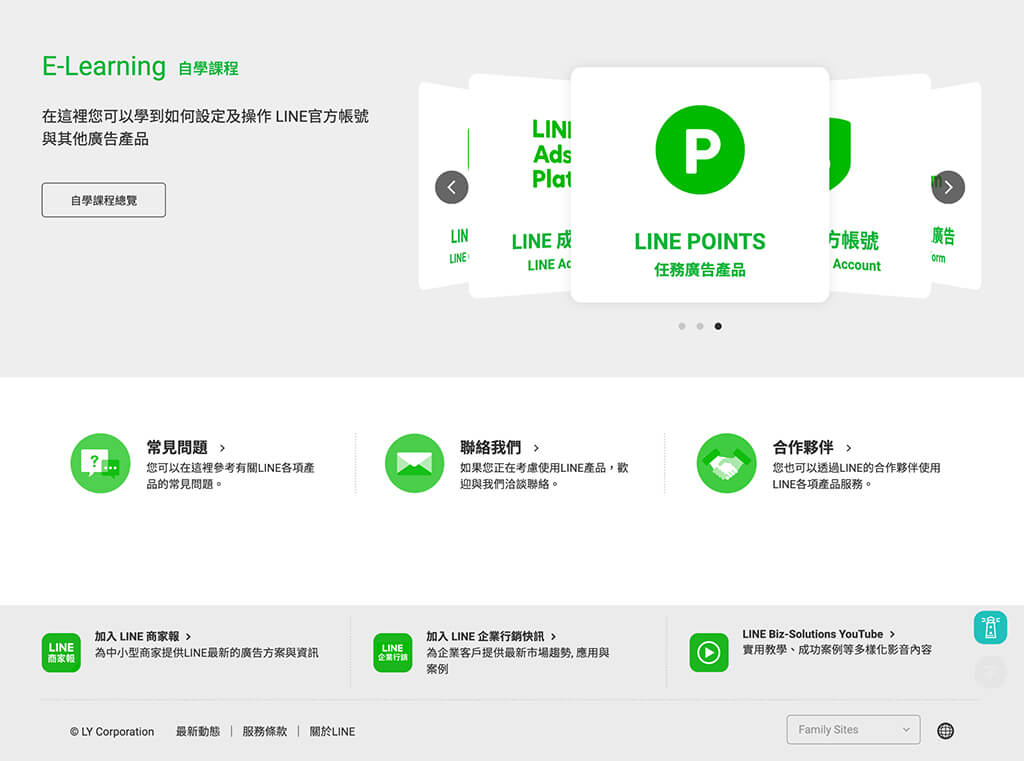 E-Learning 自學課程
在這裡您可以學到如何設定及操作 LINE官方帳號
與其他廣告產品
自學課程總覽
LINE
Ads
Plat
LIN
LINE
LINE 成
LINE Ad
P
LINE POINTS
任務廣告產品
方帳號
Account
廣告
orm
常見問題
您可以在這裡參考有關LINE各項產
品的常見問題。
聯絡我們
如果您正在考慮使用LINE產品，歡
迎與我們洽談聯絡。
合作夥伴
您也可以透過LINE的合作夥伴使用
LINE各項產品服務。
LINE
商家報
加入 LINE 商家報
為中小型商家提供LINE最新的廣告方案與資訊
LINE
企業行銷
加入 LINE 企業行銷快訊
為企業客戶提供最新市場趨勢, 應用與
案例
LINE Biz-Solutions YouTube
實用教學、成功案例等多樣化影音內容
© LY Corporation 最新動態 | 服務條款 | 關於LINE
Family Sites